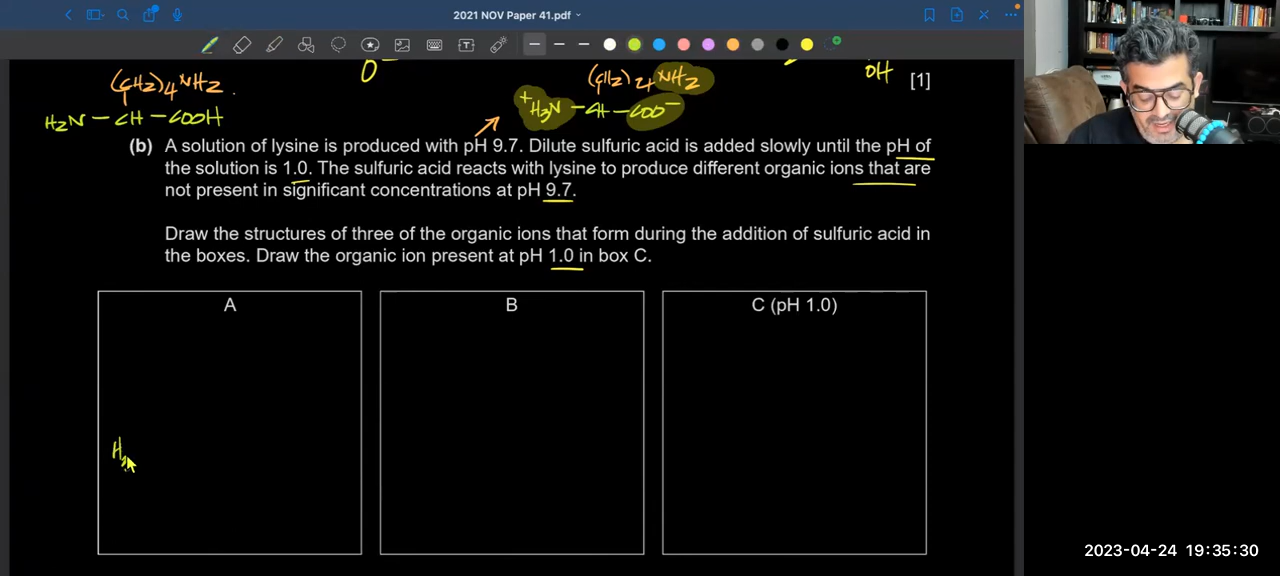 2021 NOV Paper 41.pdf
(CH2)4NH2
H2N – CH – COOH
O
(CH2)4NH2
+H3N – CH – COO–
OH
[1]
(b) A solution of lysine is produced with pH 9.7. Dilute sulfuric acid is added slowly until the pH of
the solution is 1.0. The sulfuric acid reacts with lysine to produce different organic ions that are
not present in significant concentrations at pH 9.7.
Draw the structures of three of the organic ions that form during the addition of sulfuric acid in
the boxes. Draw the organic ion present at pH 1.0 in box C.
A
B
C (pH 1.0)
H
2023-04-24 19:35:30